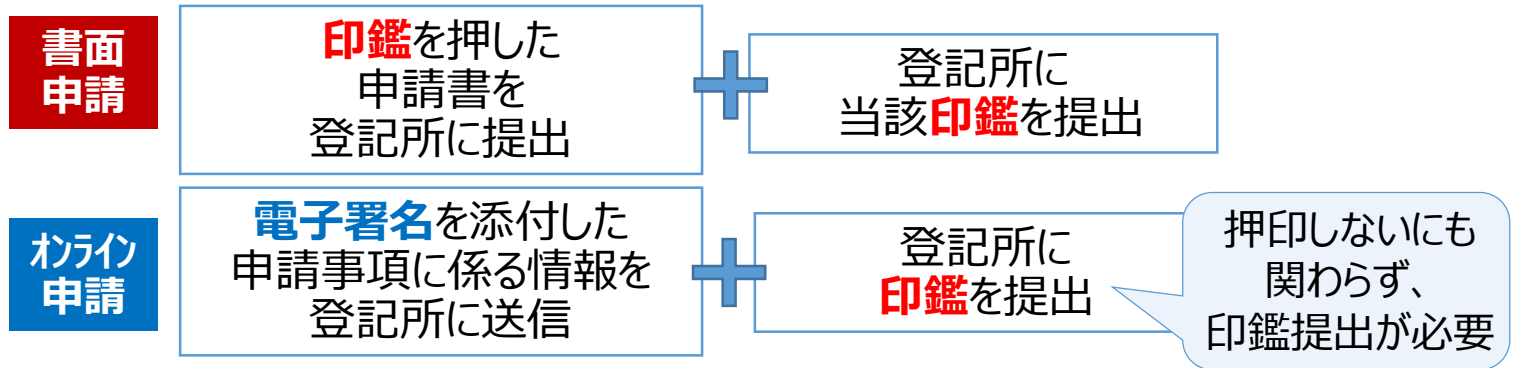 書面
申請
印鑑を押した
申請書を
登記所に提出
登記所に
当該印鑑を提出
オンライン
申請
電子署名を添付した
申請事項に係る情報を
登記所に送信
登記所に
印鑑を提出
押印しないにも
関わらず、
印鑑提出が必要